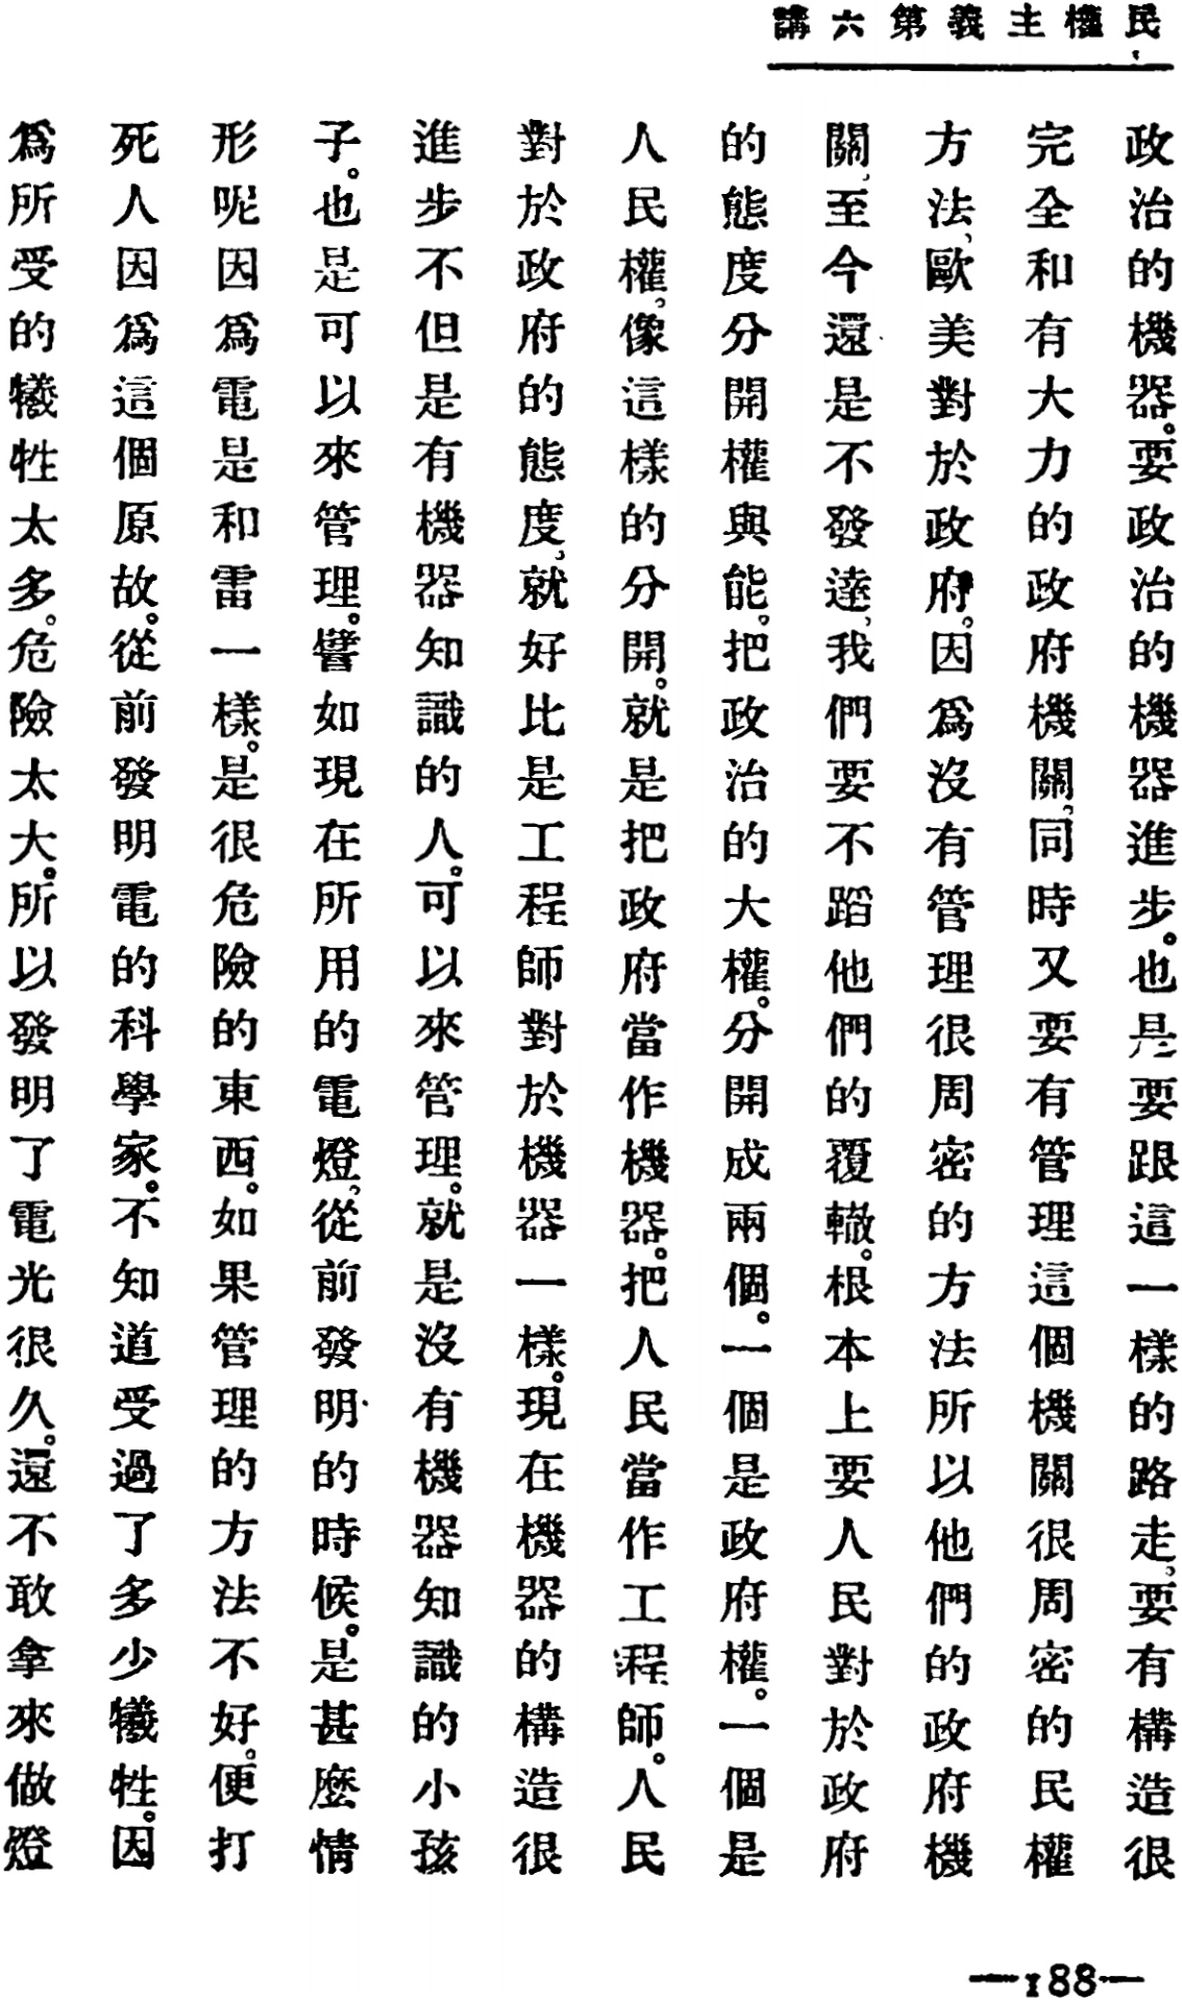 民權主義第六講
政治的機器。要政治的機器進步。也是要跟這一樣的路走，要有構造很
完全和有大力的政府機關，同時又要有管理這個機關很周密的民權
方法，歐美對於政府。因爲沒有管理很周密的方法所以他們的政府機
關，至今還是不發達，我們要不蹈他們的覆轍。根本上要人民對於政府
的態度分開權與能。把政治的大權。分開成兩個。一個是政府權。一個是
人民權，像這樣的分開。就是把政府當作機器。把人民當作工程師。人民
對於政府的態度，就好比是工程師對於機器一樣。現在機器的構造很
進步不但是有機器知識的人。可以來管理。就是沒有機器知識的小孩
子。也是可以來管理。譬如現在所用的電燈，從前發明的時候。是甚麼情
形呢因爲電是和雷一樣。是很危險的東西。如果管理的方法不好。便打
死人因爲這個原故。從前發明電的科學家。不知道受過了多少犧牲。因
爲所受的犧牲太多。危險太大。所以發明了電光很久。還不敢拿來做燈
—188—